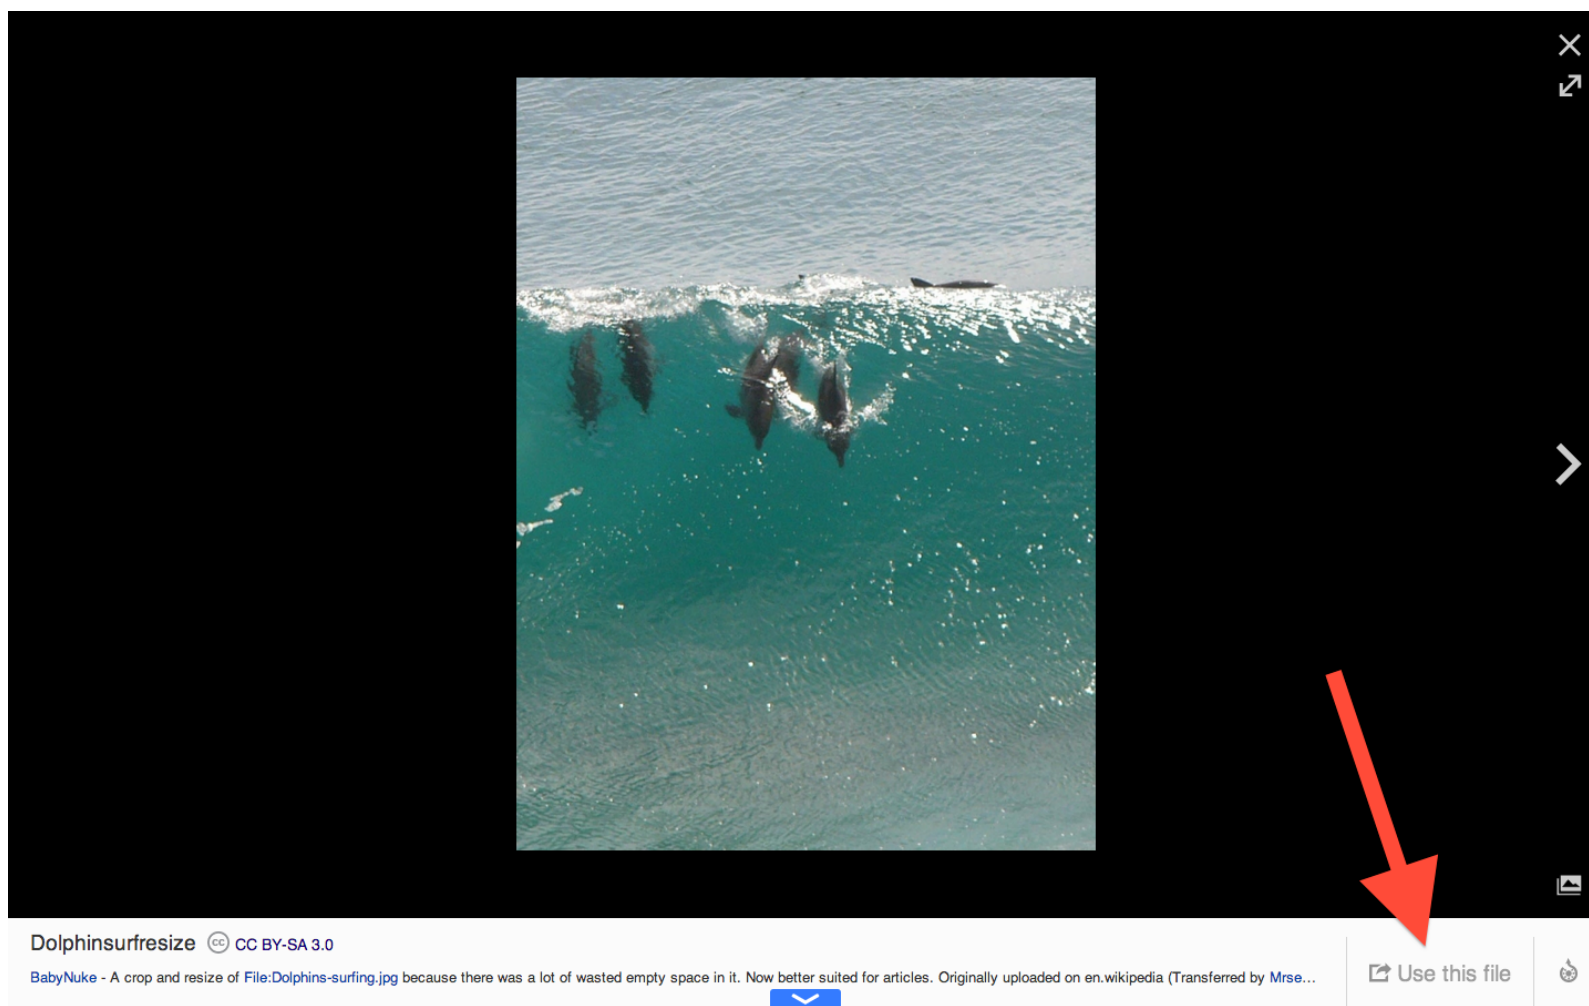 Dolphinsurfresize cc CC BY-SA 3.0
BabyNuke - A crop and resize of File:Dolphins-surfing.jpg because there was a lot of wasted empty space in it. Now better suited for articles. Originally uploaded on en.wikipedia (Transferred by Mrse...
Use this file